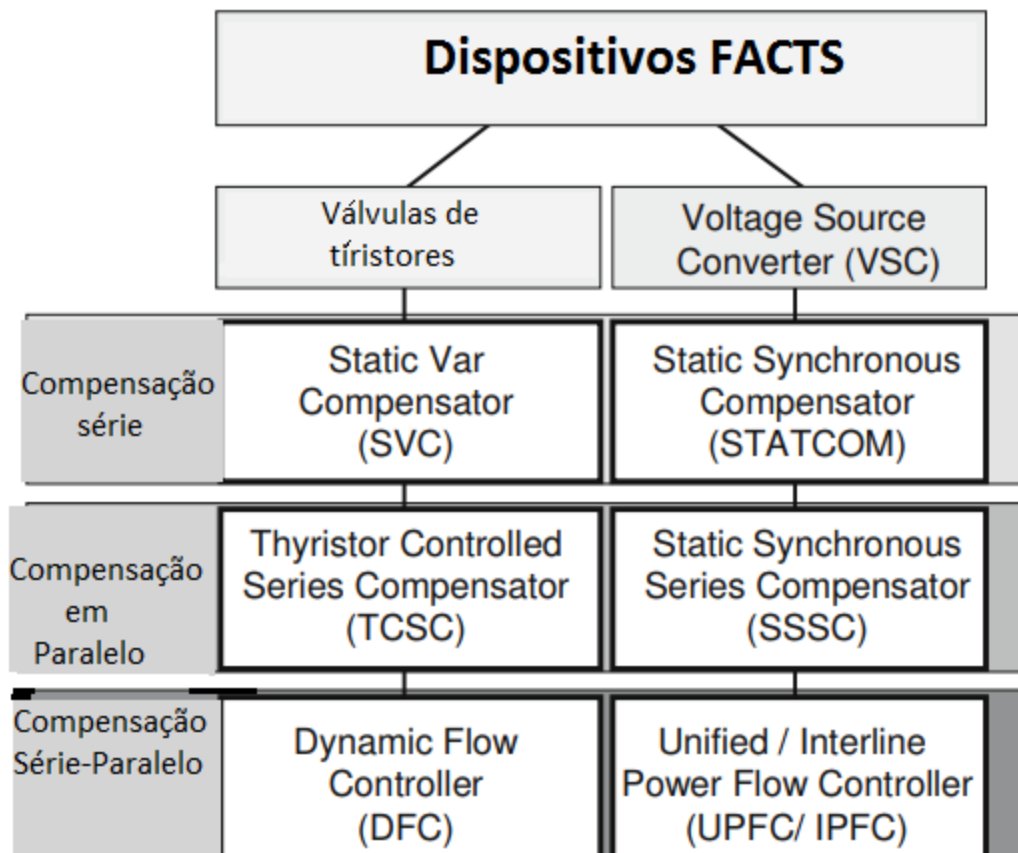 Dispositivos FACTS
Válvulas de
tíristores
Voltage Source
Converter (VSC)
Compensação
série
Static Var
Compensator
(SVC)
Static Synchronous
Compensator
(STATCOM)
Compensação
em
Paralelo
Thyristor Controlled
Series Compensator
(TCSC)
Static Synchronous
Series Compensator
(SSSC)
Compensação
Série-Paralelo
Dynamic Flow
Controller
(DFC)
Unified / Interline
Power Flow Controller
(UPFC/ IPFC)